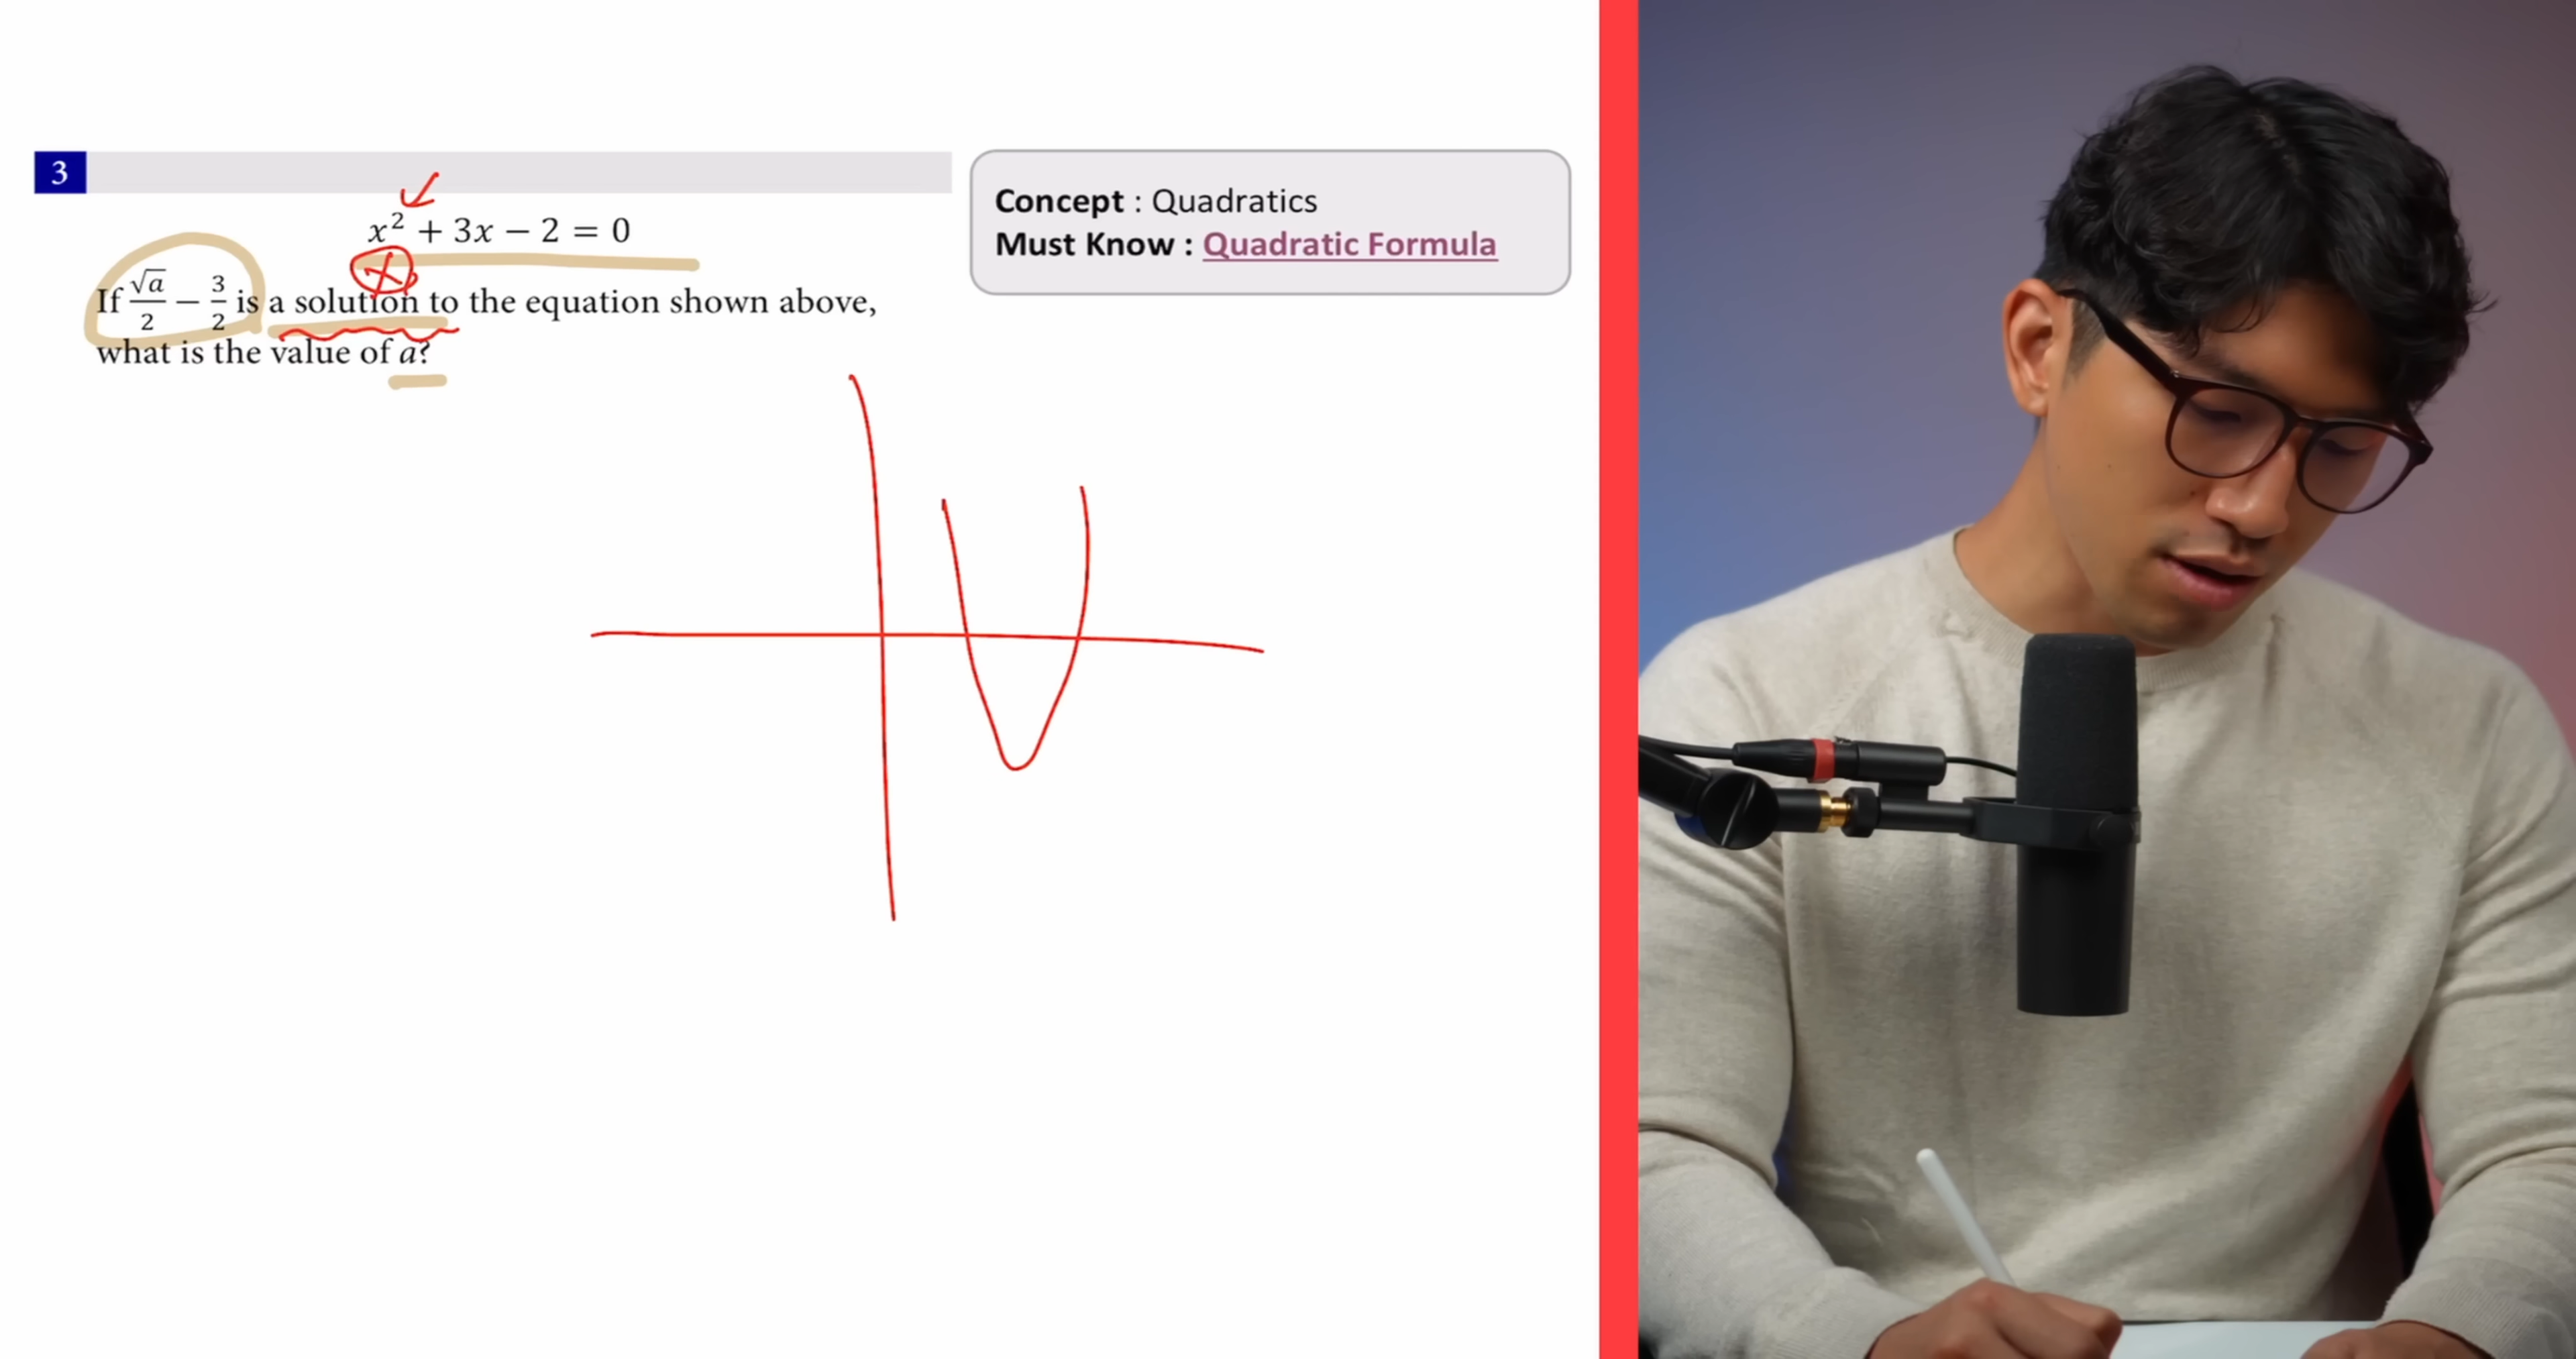 3
x² + 3x − 2 = 0
If √a/2 − 3/2 is a solution to the equation shown above,
what is the value of a?
Concept : Quadratics
Must Know : Quadratic Formula
x